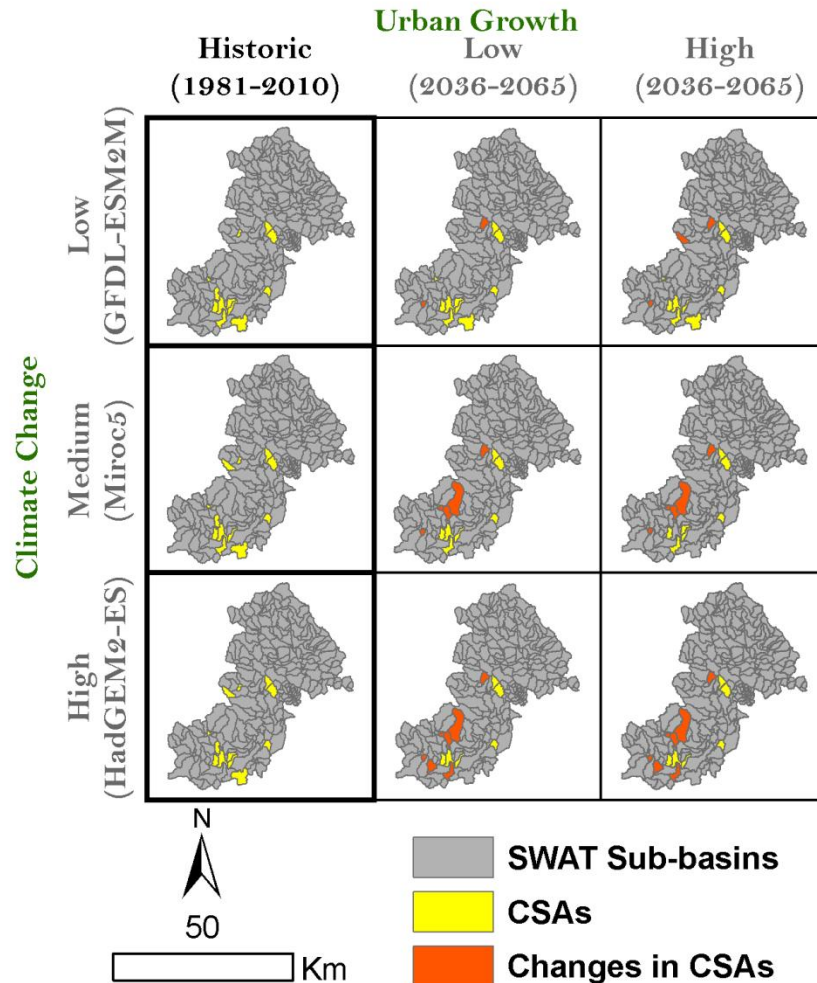 Urban Growth
Historic
(1981-2010)
Low
(2036-2065)
High
(2036-2065)
Climate Change
Low
(GFDL-ESM2M)
Medium
(Miroc5)
High
(HadGEM2-ES)
N
50
Km
SWAT Sub-basins
CSAs
Changes in CSAs